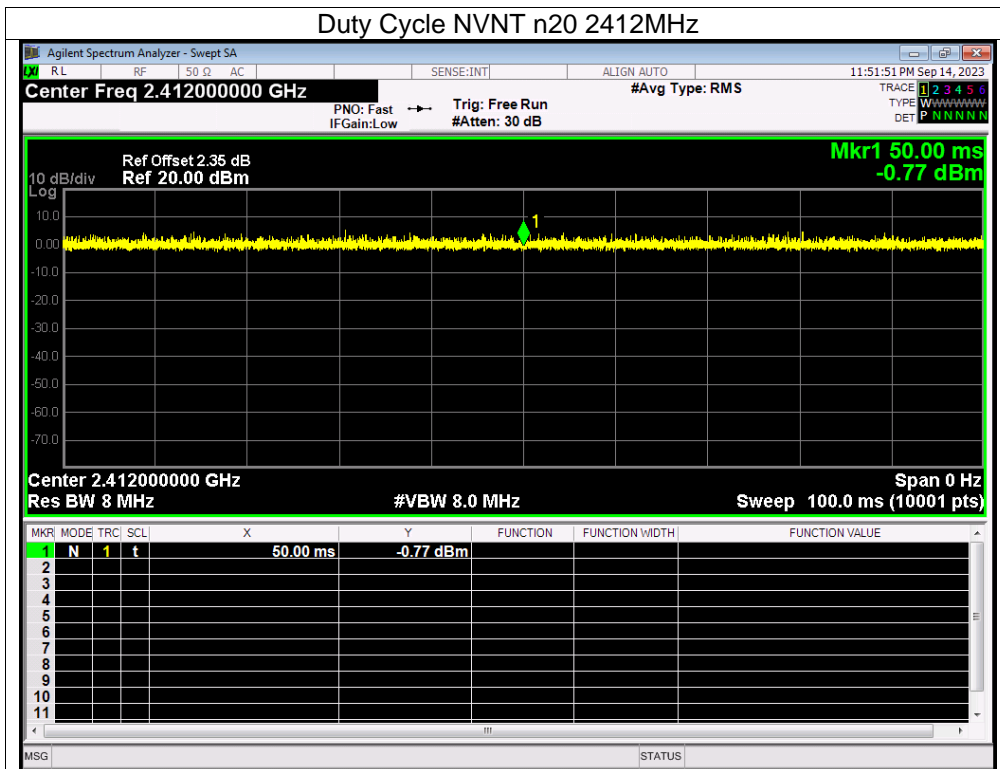 Duty Cycle NVNT n20 2412MHz
Agilent Spectrum Analyzer - Swept SA
LXI RL RF 50 Ω AC SENSE:INT ALIGN AUTO 11:51:51 PM Sep 14, 2023
Center Freq 2.412000000 GHz #Avg Type: RMS TRACE 1 2 3 4 5 6
PNO: Fast Trig: Free Run TYPE WWWWWW
IFGain:Low #Atten: 30 dB DET P N N N N N
Mkr1 50.00 ms
Ref Offset 2.35 dB
10 dB/div Ref 20.00 dBm -0.77 dBm
Log
10.0
1
0.00
-10.0
-20.0
-30.0
-40.0
-50.0
-60.0
-70.0
Center 2.412000000 GHz Span 0 Hz
Res BW 8 MHz #VBW 8.0 MHz Sweep 100.0 ms (10001 pts)
MKR MODE TRC SCL X Y FUNCTION FUNCTION WIDTH FUNCTION VALUE
1 N 1 t 50.00 ms -0.77 dBm
2
3
4
5
6
7
8
9
10
11
MSG STATUS